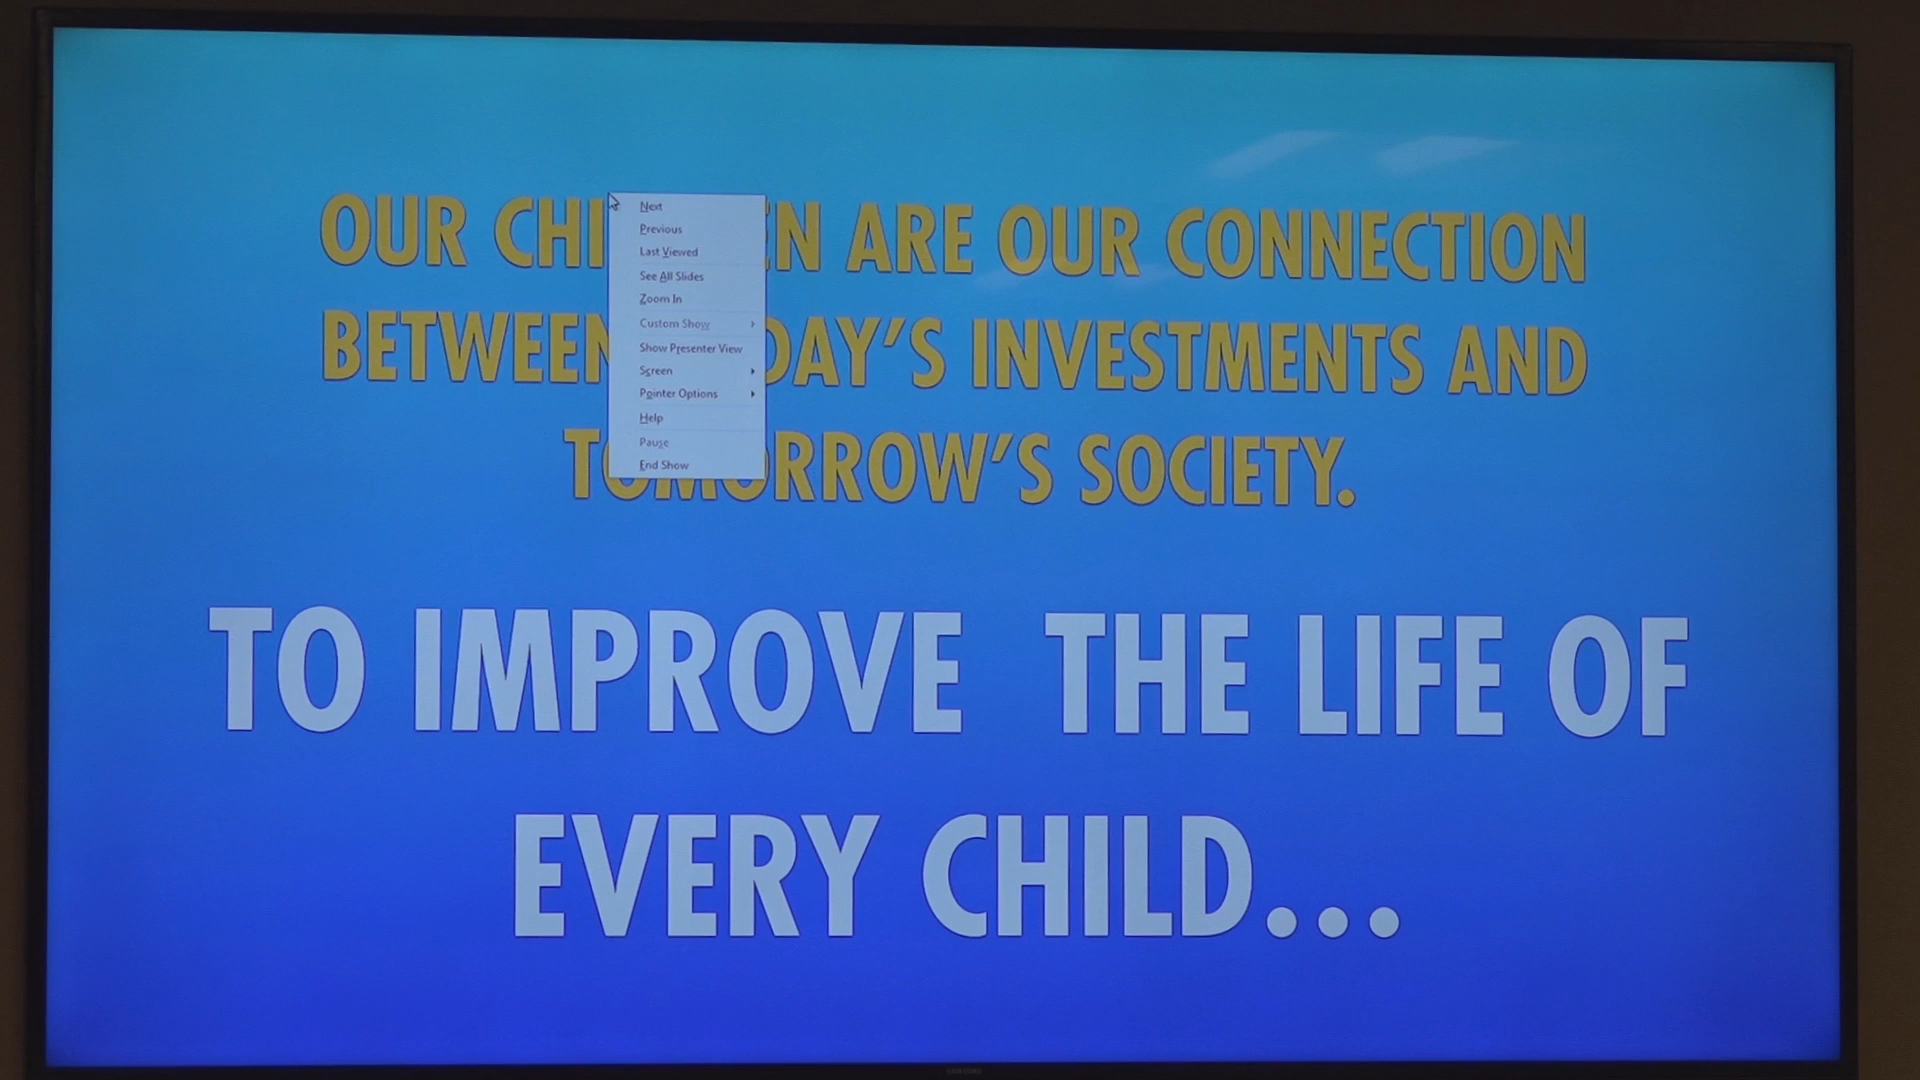 OUR CHI EN ARE OUR CONNECTION
BETWEEN DAY'S INVESTMENTS AND
TOMORROW'S SOCIETY.
TO IMPROVE THE LIFE OF
EVERY CHILD...
Next
Previous
Last Viewed
See All Slides
Zoom In
Custom Show
Show Presenter View
Screen
Pointer Options
Help
Pause
End Show
SAMSUNG